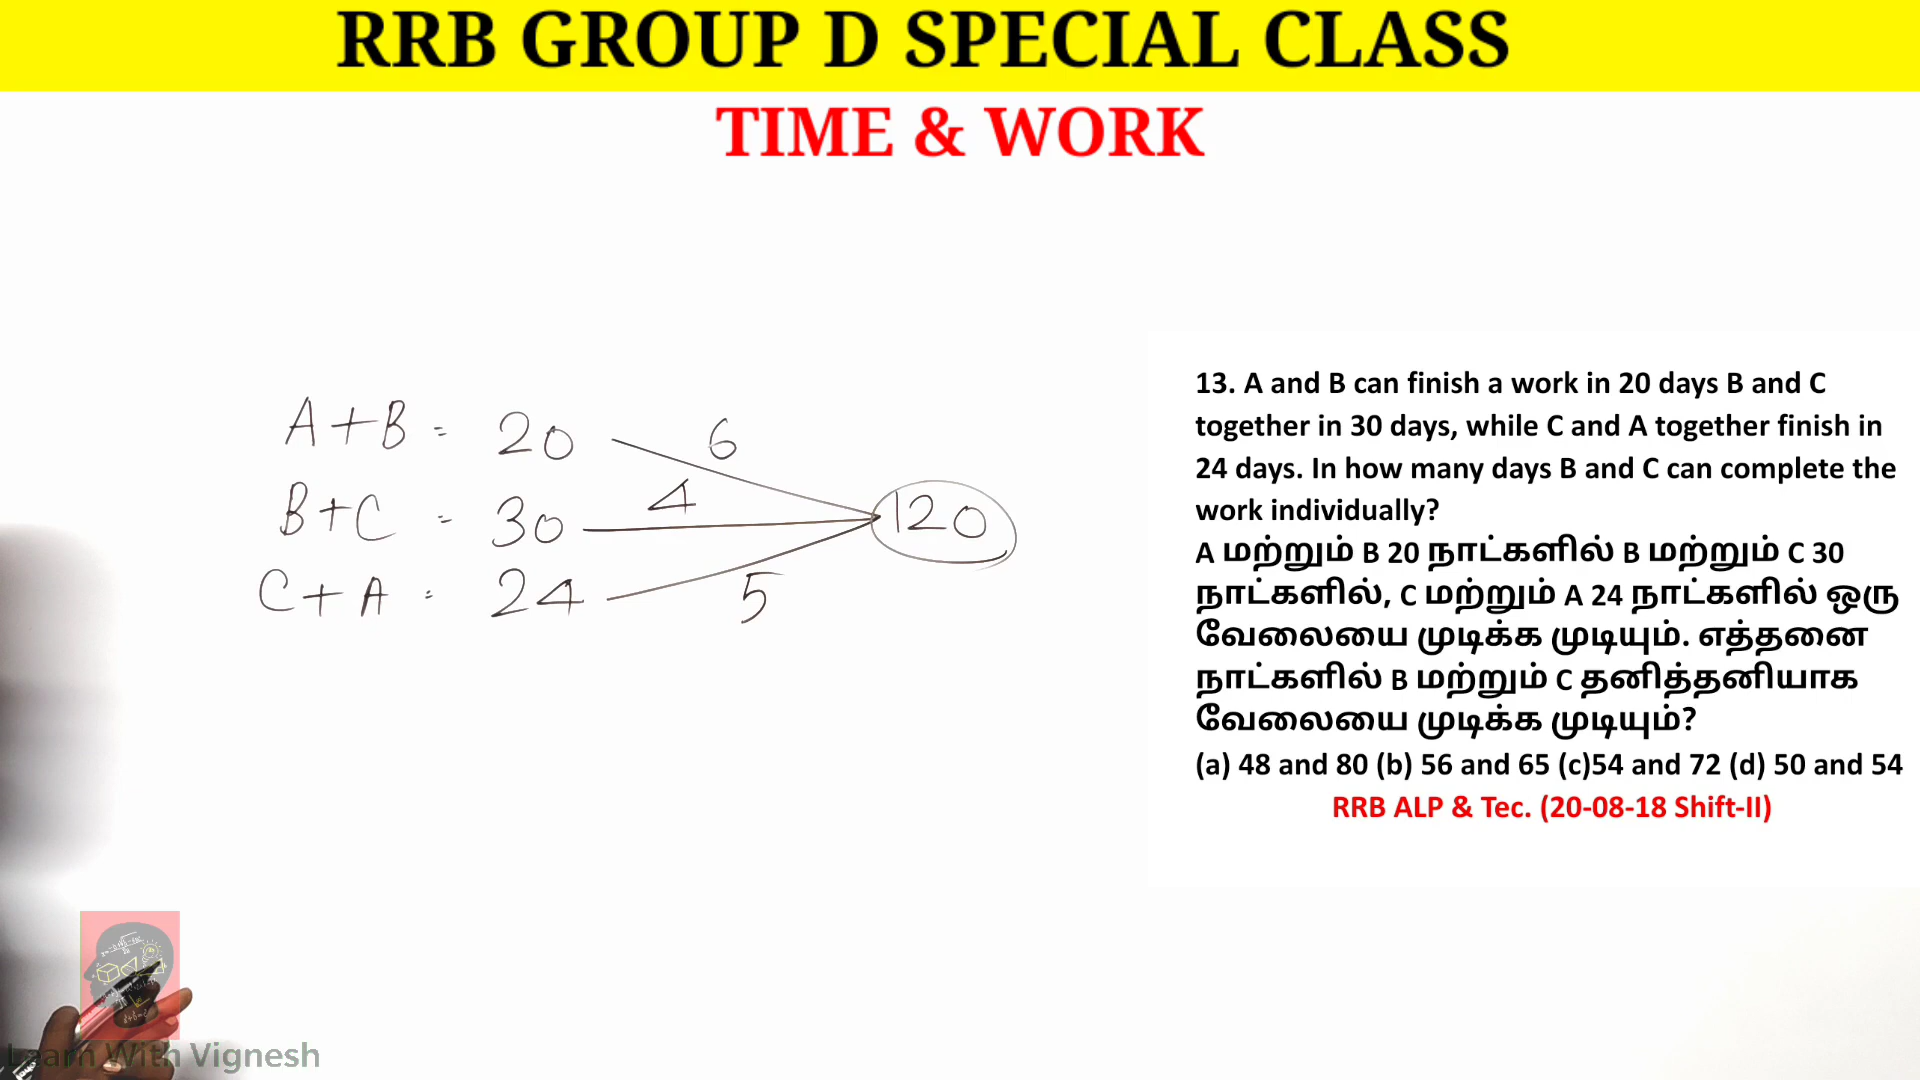 RRB GROUP D SPECIAL CLASS
TIME & WORK
A+B = 20 6
B+C = 30 4 120
C+A = 24 5
13. A and B can finish a work in 20 days B and C
together in 30 days, while C and A together finish in
24 days. In how many days B and C can complete the
work individually?
A மற்றும் B 20 நாட்களில் B மற்றும் C 30
நாட்களில், C மற்றும் A 24 நாட்களில் ஒரு
வேலையை முடிக்க முடியும். எத்தனை
நாட்களில் B மற்றும் C தனித்தனியாக
வேலையை முடிக்க முடியும்?
(a) 48 and 80 (b) 56 and 65 (c)54 and 72 (d) 50 and 54
RRB ALP & Tec. (20-08-18 Shift-II)
Learn With Vignesh